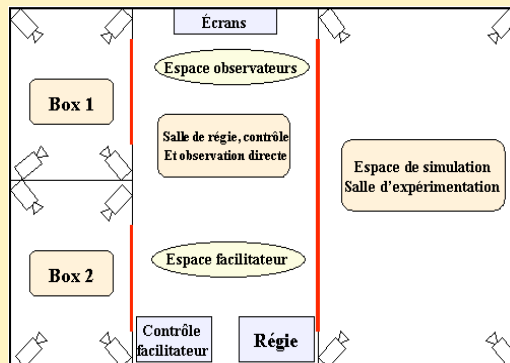 Écrans
Espace observateurs
Box 1
Salle de régie, contrôle
Et observation directe
Espace de simulation
Salle d'expérimentation
Espace facilitateur
Box 2
Contrôle
facilitateur
Régie